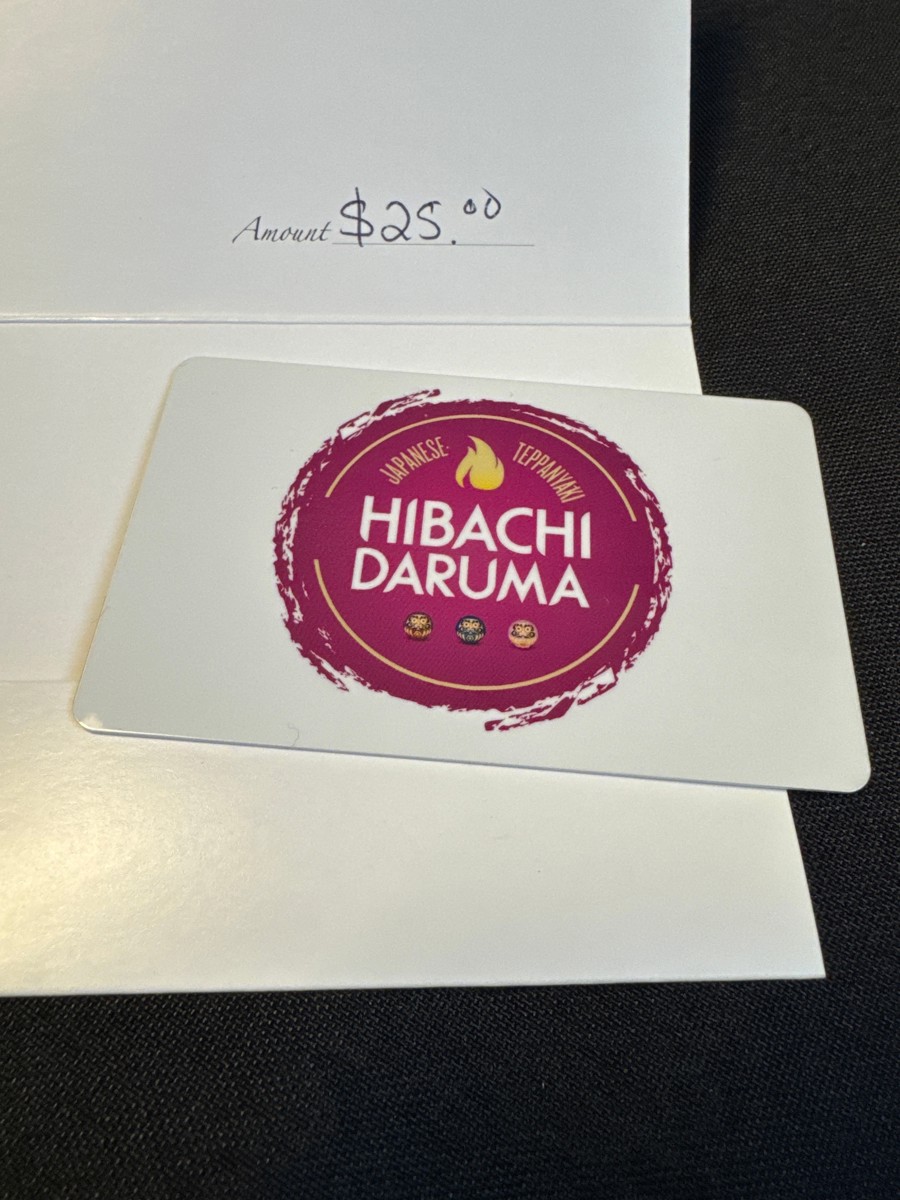 Amount $25.00
JAPANESE TEPPANYAKI
HIBACHI
DARUMA